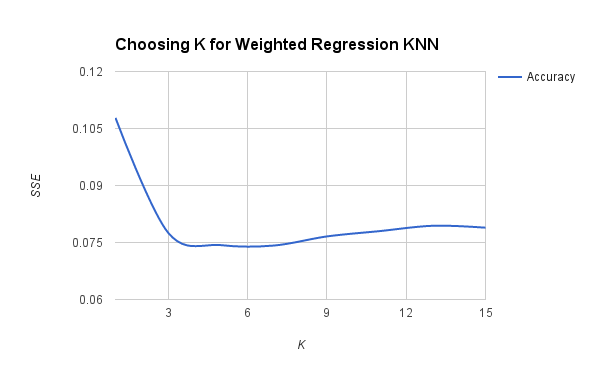 Choosing K for Weighted Regression KNN
Accuracy
0.12
0.105
0.09
0.075
0.06
SSE
3 6 9 12 15
K